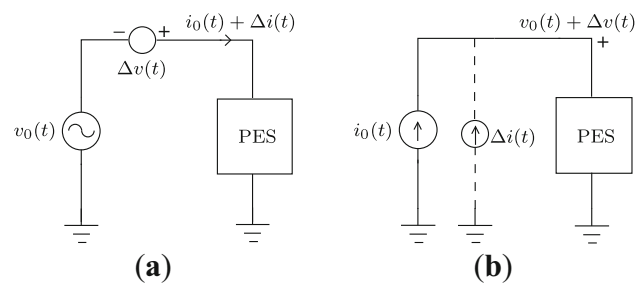 i₀(t) + Δi(t)
− +
Δv(t)
v₀(t)
PES
(a)
v₀(t) + Δv(t)
+
i₀(t)
Δi(t)
PES
(b)